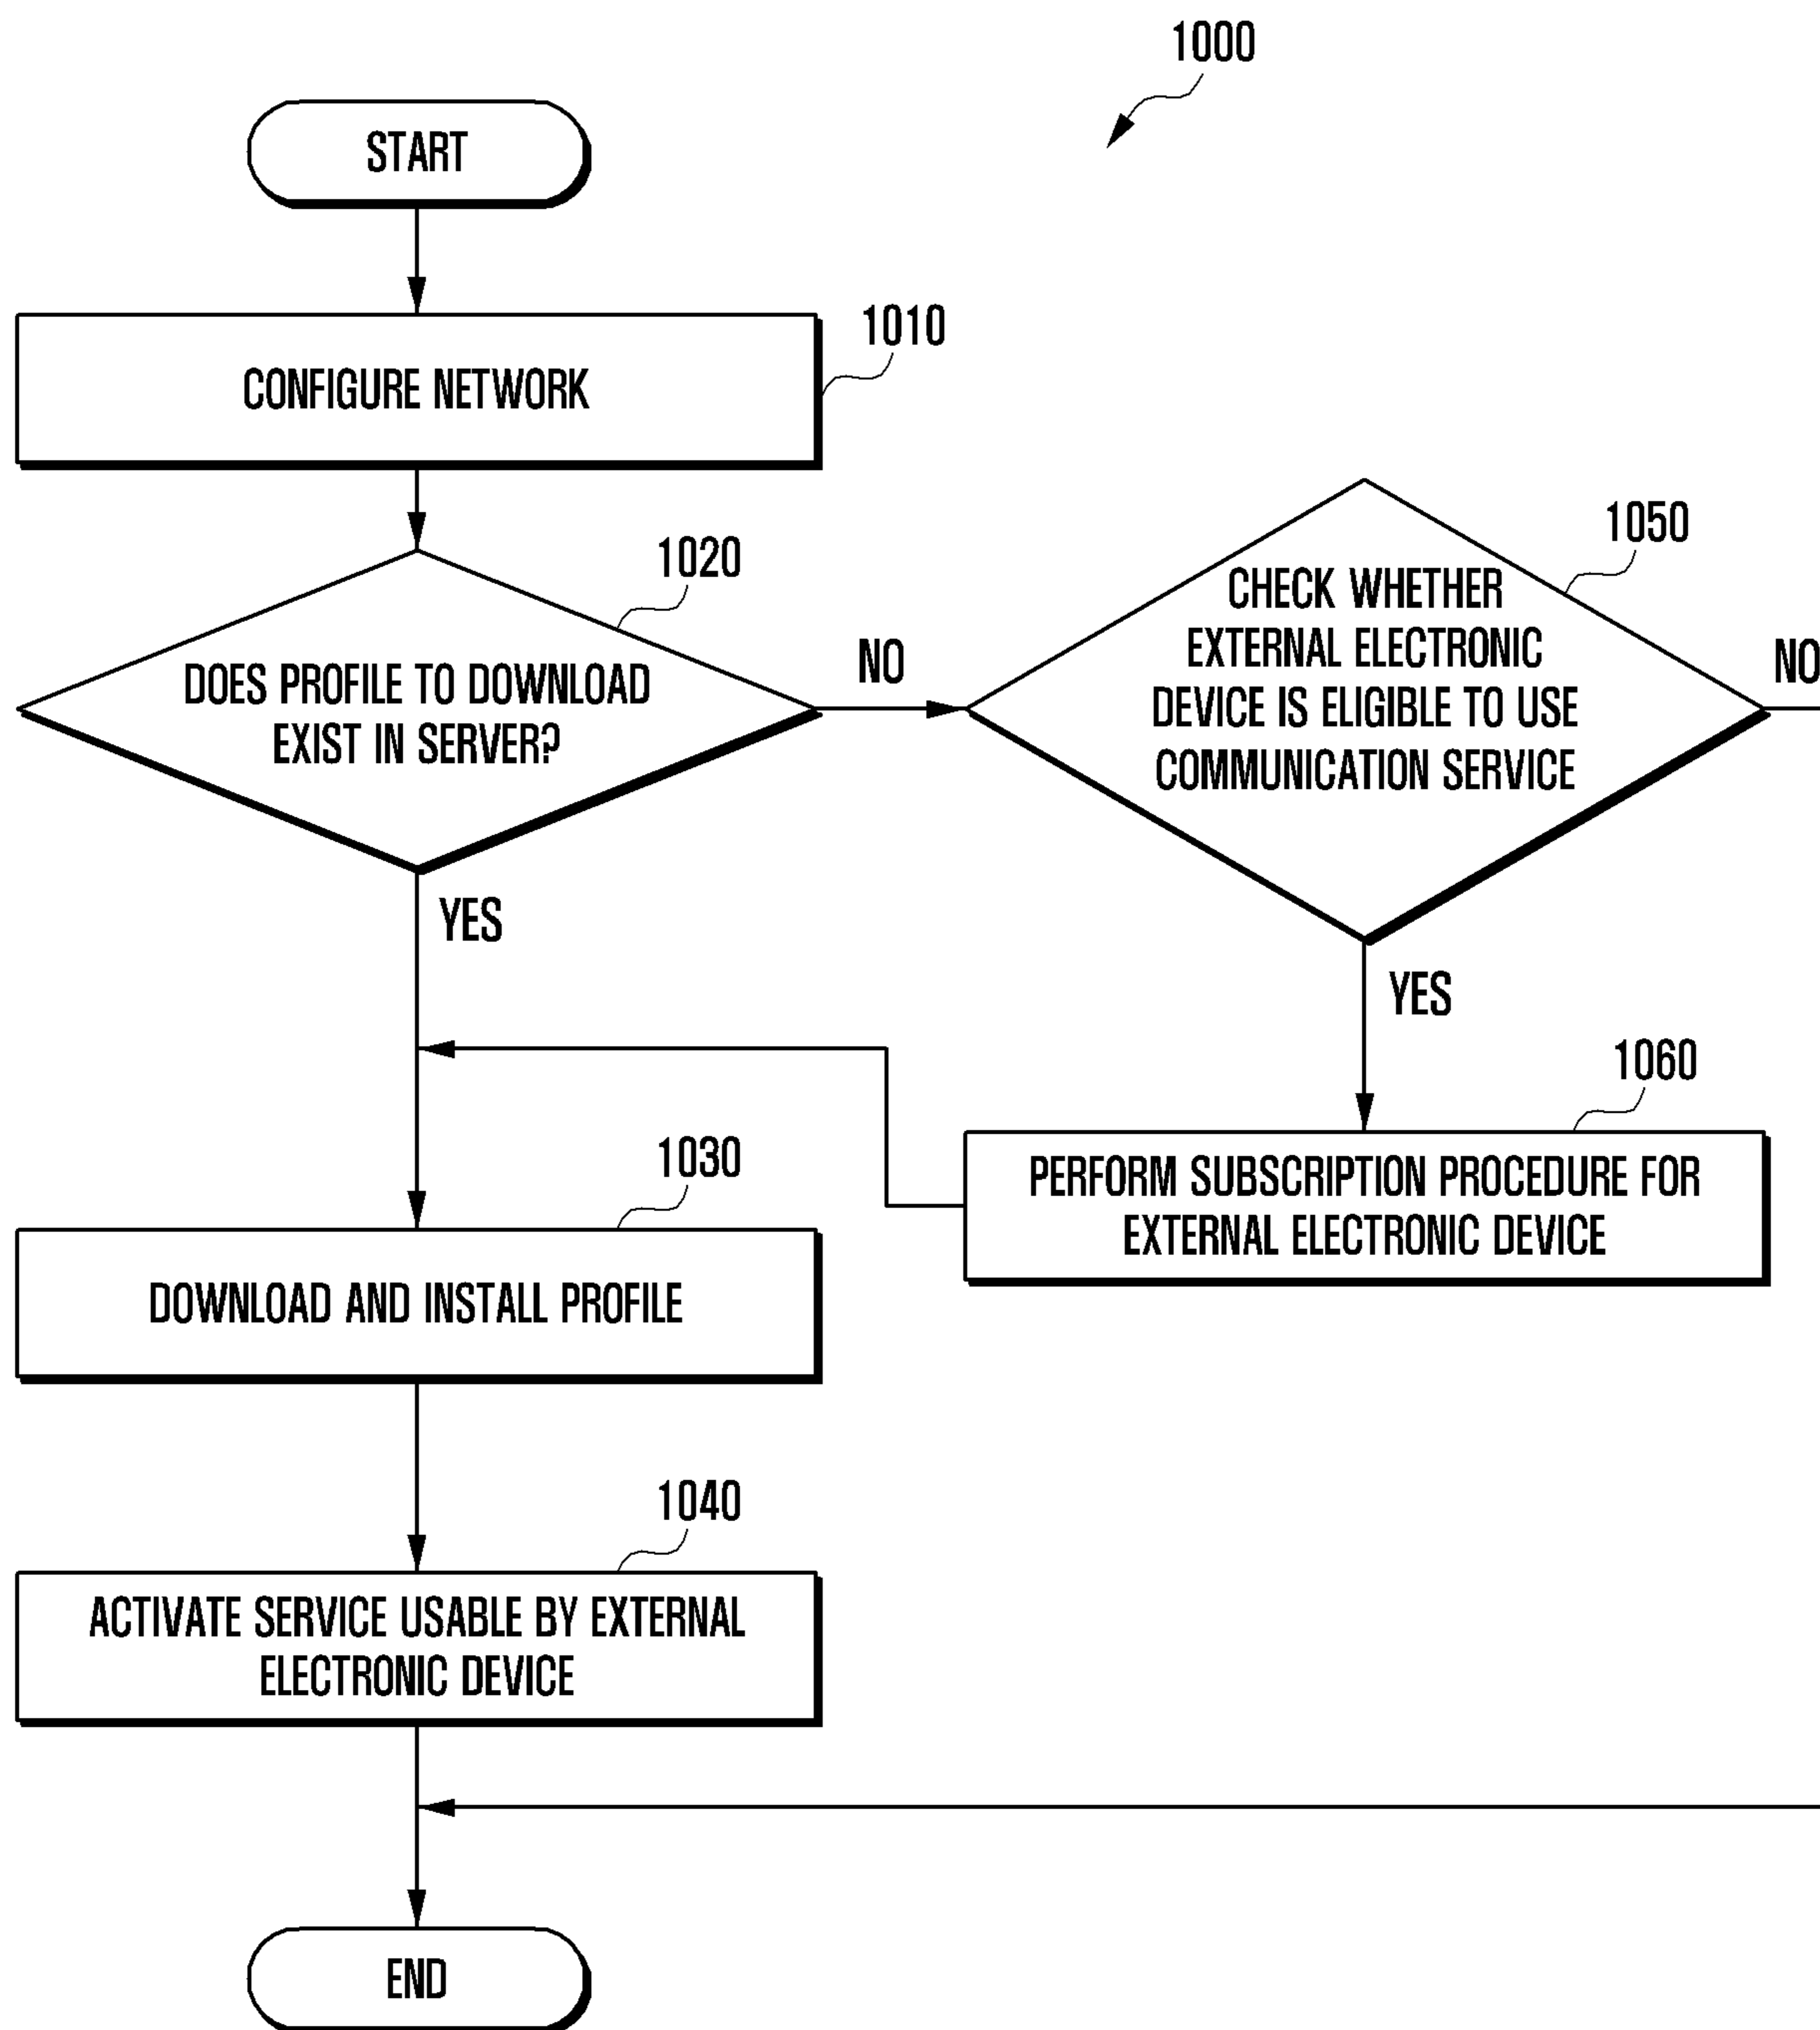 1000
START
1010
CONFIGURE NETWORK
1020
DOES PROFILE TO DOWNLOAD
EXIST IN SERVER?
NO
YES
1050
CHECK WHETHER
EXTERNAL ELECTRONIC
DEVICE IS ELIGIBLE TO USE
COMMUNICATION SERVICE
NO
YES
1060
PERFORM SUBSCRIPTION PROCEDURE FOR
EXTERNAL ELECTRONIC DEVICE
1030
DOWNLOAD AND INSTALL PROFILE
1040
ACTIVATE SERVICE USABLE BY EXTERNAL
ELECTRONIC DEVICE
END